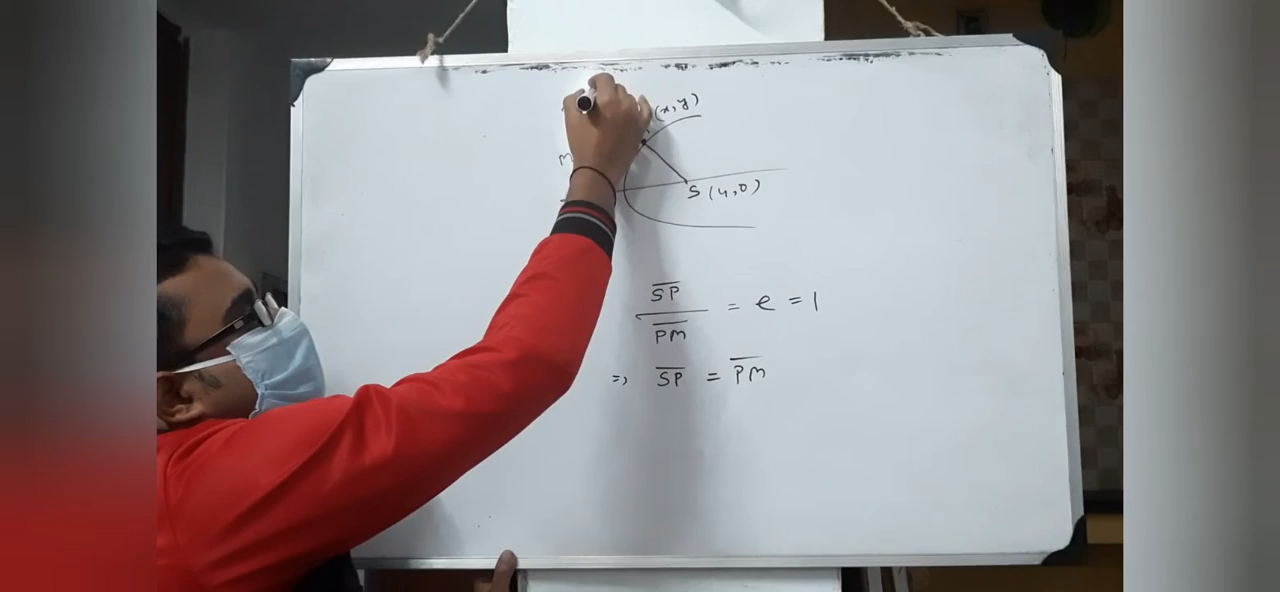 (x,y)
m
S (4,0)
SP
PM
= e = 1
=> SP = PM